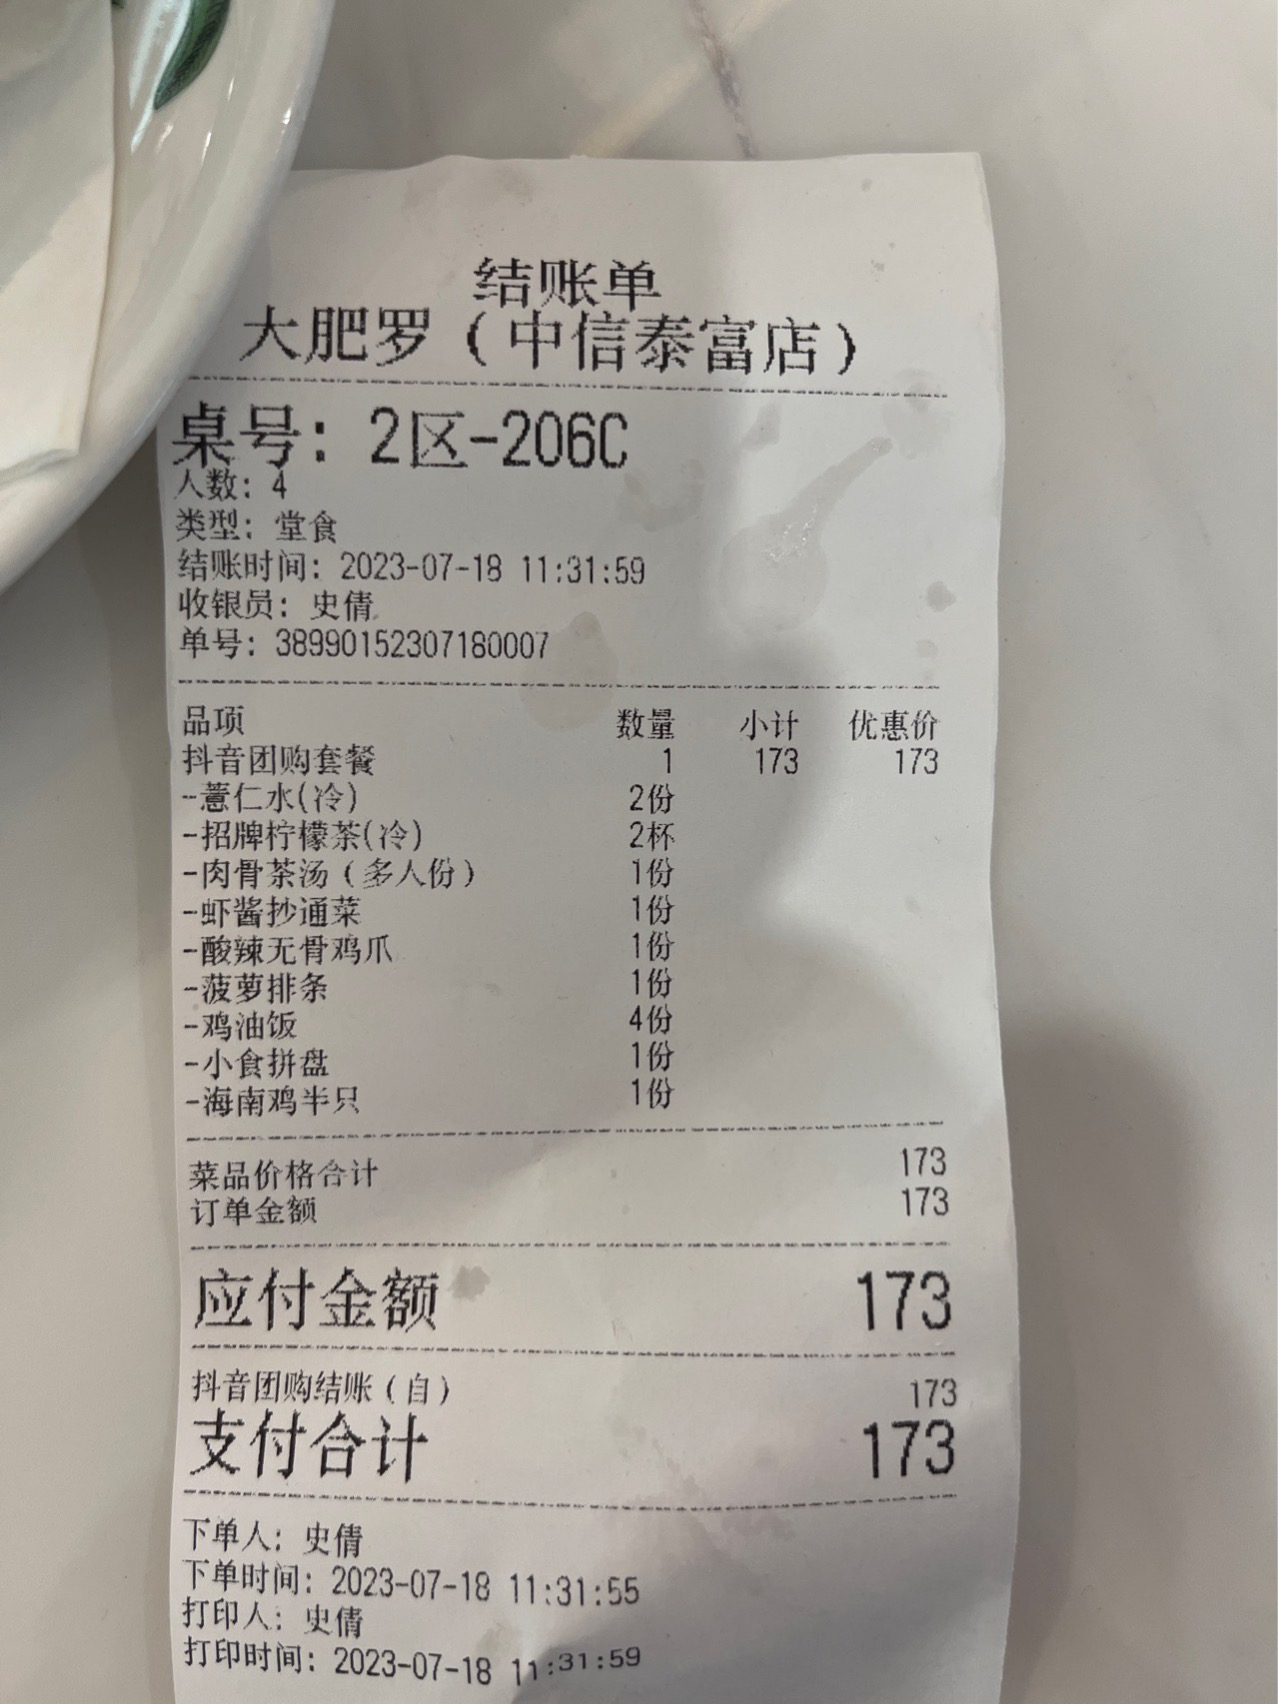 结账单
大肥罗（中信泰富店）
桌号：2区-206C
人数：4
类型：堂食
结账时间：2023-07-18 11:31:59
收银员：史倩
单号：38990152307180007
品项 数量 小计 优惠价
抖音团购套餐 1 173 173
-薏仁水(冷) 2份
-招牌柠檬茶(冷) 2杯
-肉骨茶汤（多人份） 1份
-虾酱抄通菜 1份
-酸辣无骨鸡爪 1份
-菠萝排条 1份
-鸡油饭 4份
-小食拼盘 1份
-海南鸡半只 1份
菜品价格合计 173
订单金额 173
应付金额 173
抖音团购结账（自） 173
支付合计 173
下单人：史倩
下单时间：2023-07-18 11:31:55
打印人：史倩
打印时间：2023-07-18 11:31:59